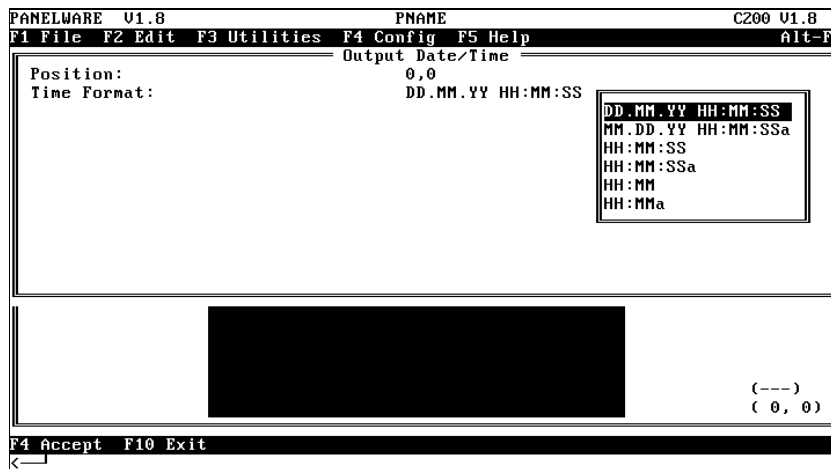 PANELWARE V1.8 PNAME C200 V1.8
F1 File F2 Edit F3 Utilities F4 Config F5 Help Alt-F
Output Date/Time
Position: 0,0
Time Format: DD.MM.YY HH:MM:SS
DD.MM.YY HH:MM:SS
MM.DD.YY HH:MM:SSa
HH:MM:SS
HH:MM:SSa
HH:MM
HH:MMa
(---)
( 0, 0)
F4 Accept F10 Exit